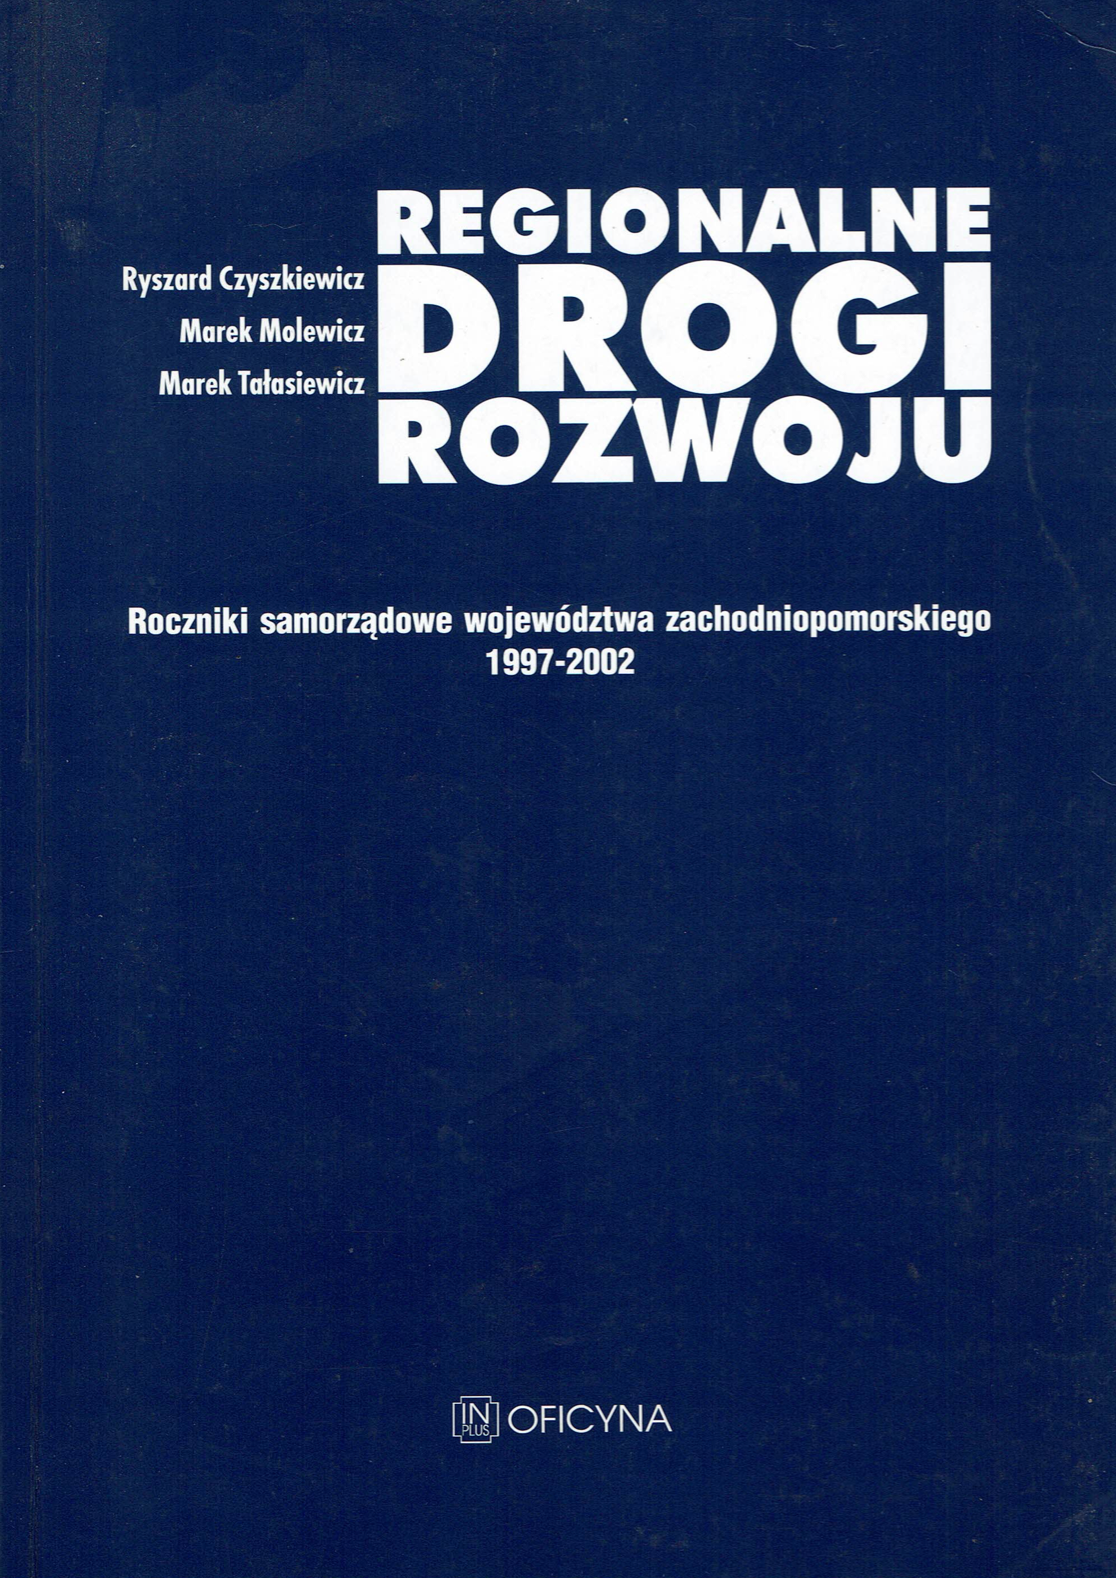 REGIONALNE
DROGI
ROZWOJU
Ryszard Czyszkiewicz
Marek Molewicz
Marek Tałasiewicz
Roczniki samorządowe województwa zachodniopomorskiego
1997-2002
IN
PLUS
OFICYNA